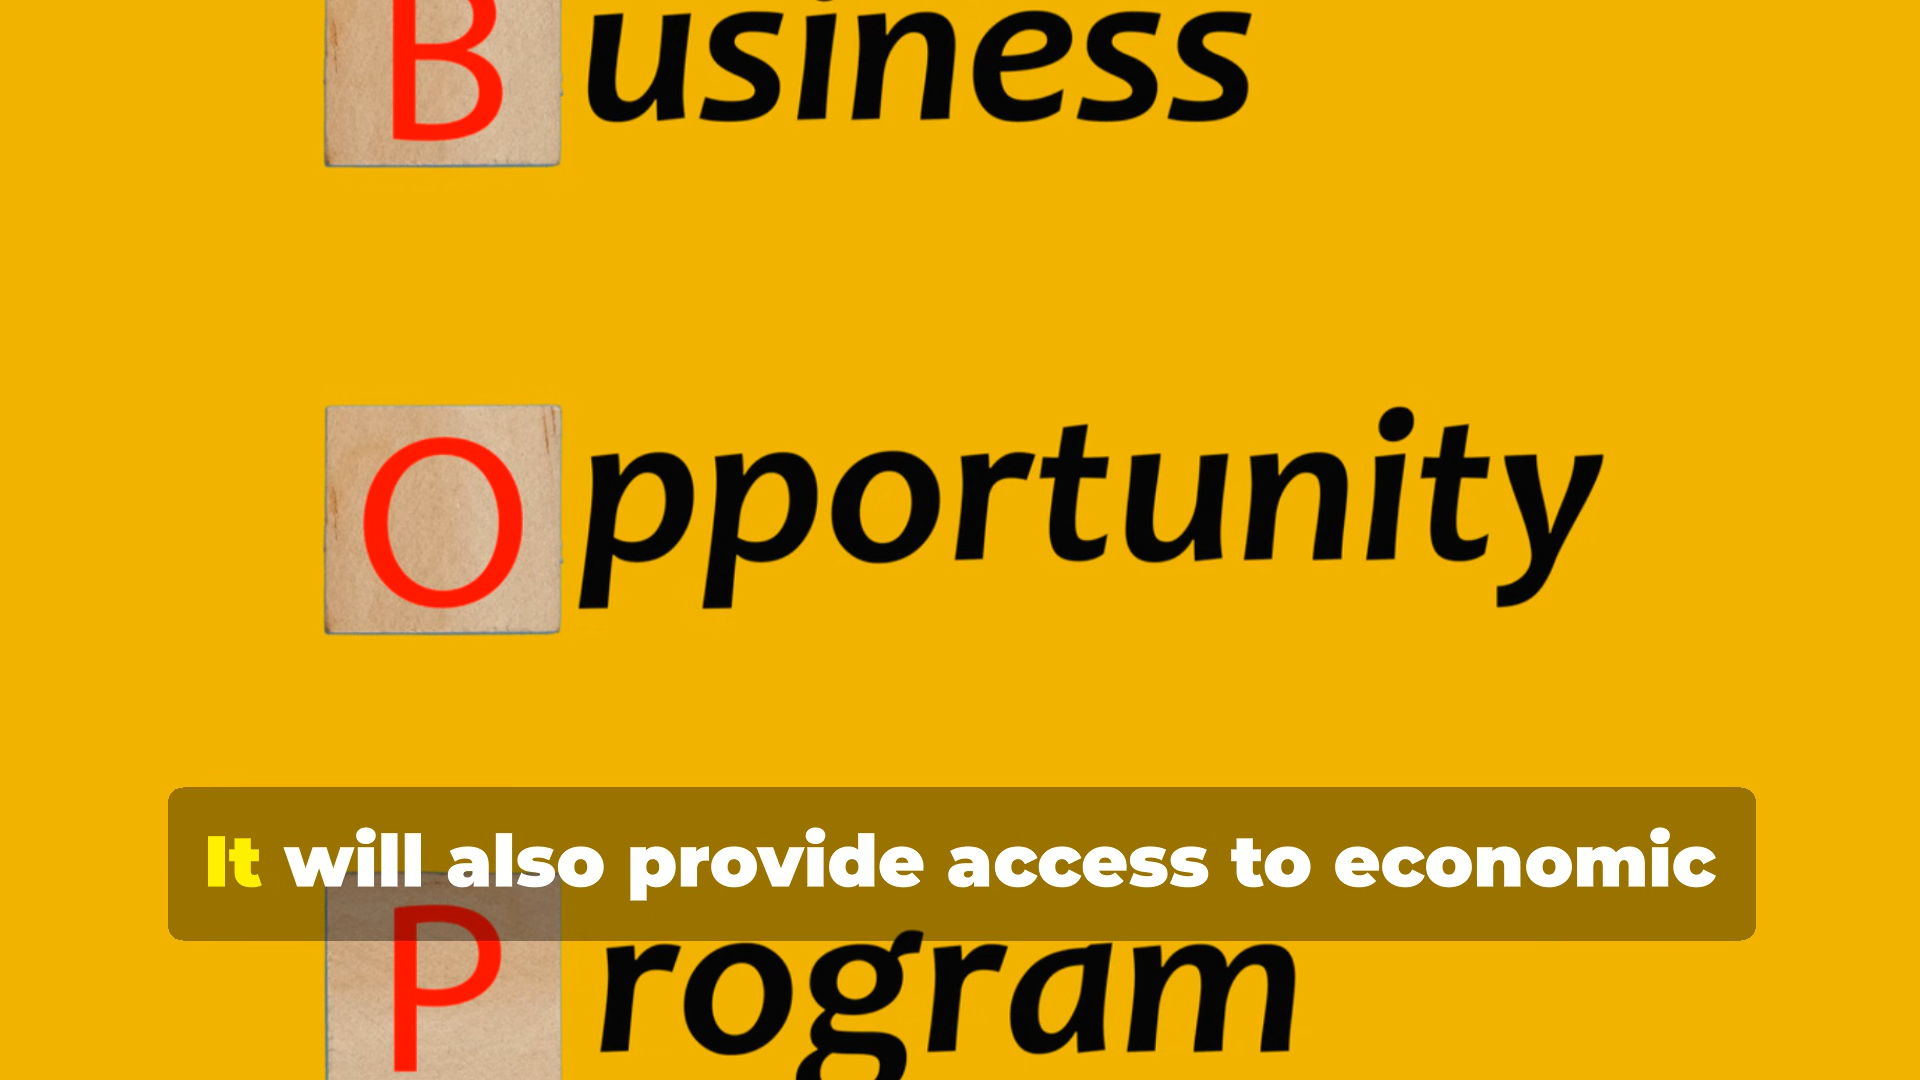 Business
Opportunity
It will also provide access to economic
Program